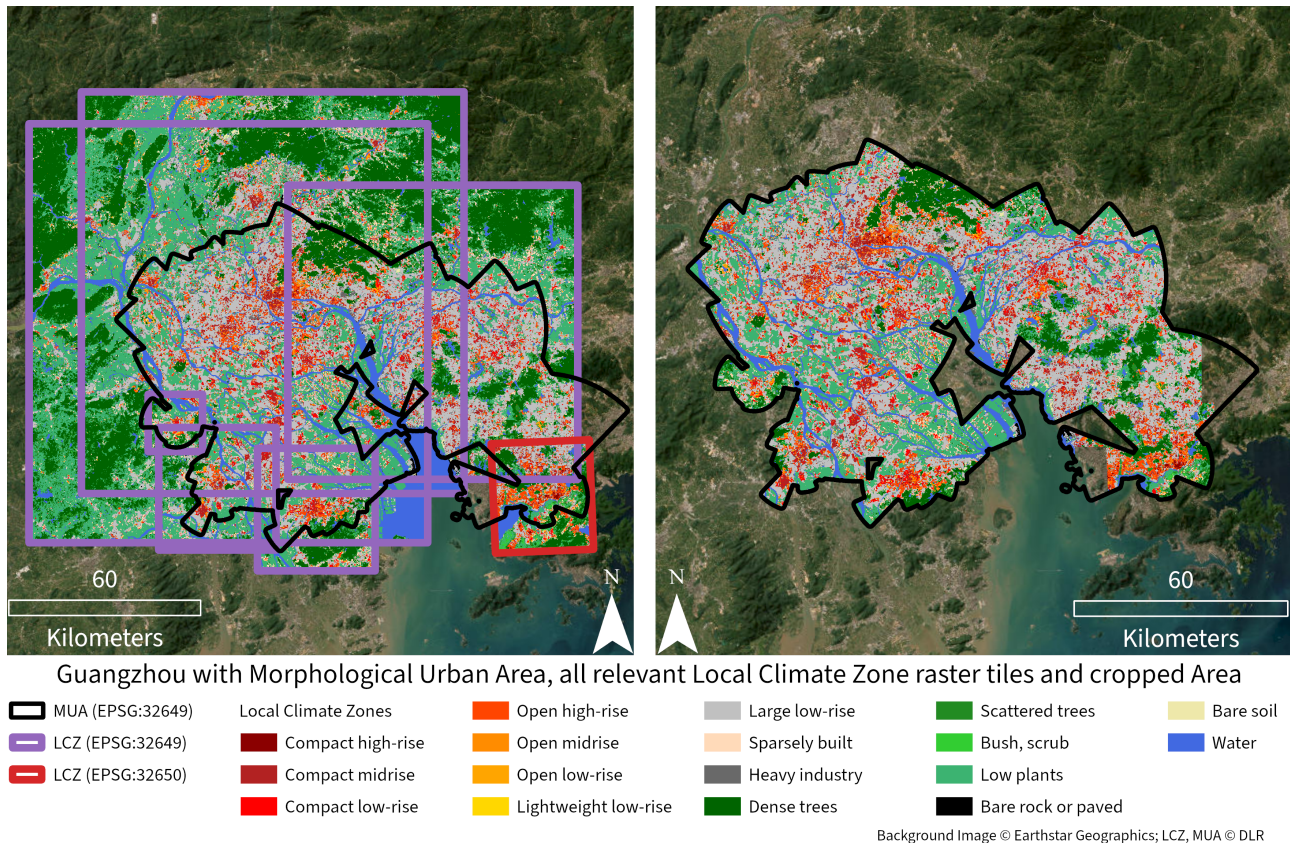 60
N
Kilometers
N
60
Kilometers
Guangzhou with Morphological Urban Area, all relevant Local Climate Zone raster tiles and cropped Area
MUA (EPSG:32649)
LCZ (EPSG:32649)
LCZ (EPSG:32650)
Local Climate Zones
Compact high-rise
Compact midrise
Compact low-rise
Open high-rise
Open midrise
Open low-rise
Lightweight low-rise
Large low-rise
Sparsely built
Heavy industry
Dense trees
Scattered trees
Bush, scrub
Low plants
Bare rock or paved
Bare soil
Water
Background Image © Earthstar Geographics; LCZ, MUA © DLR